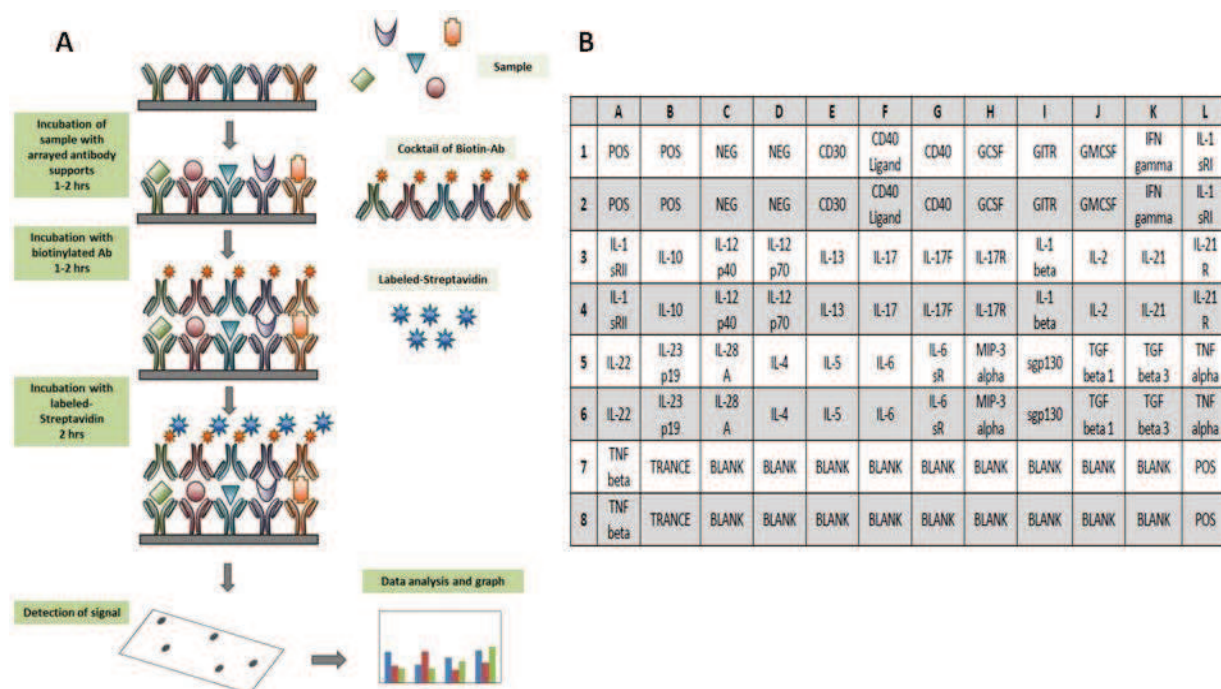 A
Sample
Incubation of
sample with
arrayed antibody
supports
1-2 hrs
Cocktail of Biotin-Ab
Incubation with
biotinylated Ab
1-2 hrs
Labeled-Streptavidin
Incubation with
labeled-
Streptavidin
2 hrs
Detection of signal
Data analysis and graph
B
A B C D E F G H I J K L
1 POS POS NEG NEG CD30 CD40 Ligand CD40 GCSF GITR GMCSF IFN gamma IL-1 sRI
2 POS POS NEG NEG CD30 CD40 Ligand CD40 GCSF GITR GMCSF IFN gamma IL-1 sRI
3 IL-1 sRII IL-10 IL-12 p40 IL-12 p70 IL-13 IL-17 IL-17F IL-17R IL-1 beta IL-2 IL-21 IL-21 R
4 IL-1 sRII IL-10 IL-12 p40 IL-12 p70 IL-13 IL-17 IL-17F IL-17R IL-1 beta IL-2 IL-21 IL-21 R
5 IL-22 IL-23 p19 IL-28 A IL-4 IL-5 IL-6 IL-6 sR MIP-3 alpha sgp130 TGF beta 1 TGF beta 3 TNF alpha
6 IL-22 IL-23 p19 IL-28 A IL-4 IL-5 IL-6 IL-6 sR MIP-3 alpha sgp130 TGF beta 1 TGF beta 3 TNF alpha
7 TNF beta TRANCE BLANK BLANK BLANK BLANK BLANK BLANK BLANK BLANK BLANK POS
8 TNF beta TRANCE BLANK BLANK BLANK BLANK BLANK BLANK BLANK BLANK BLANK POS